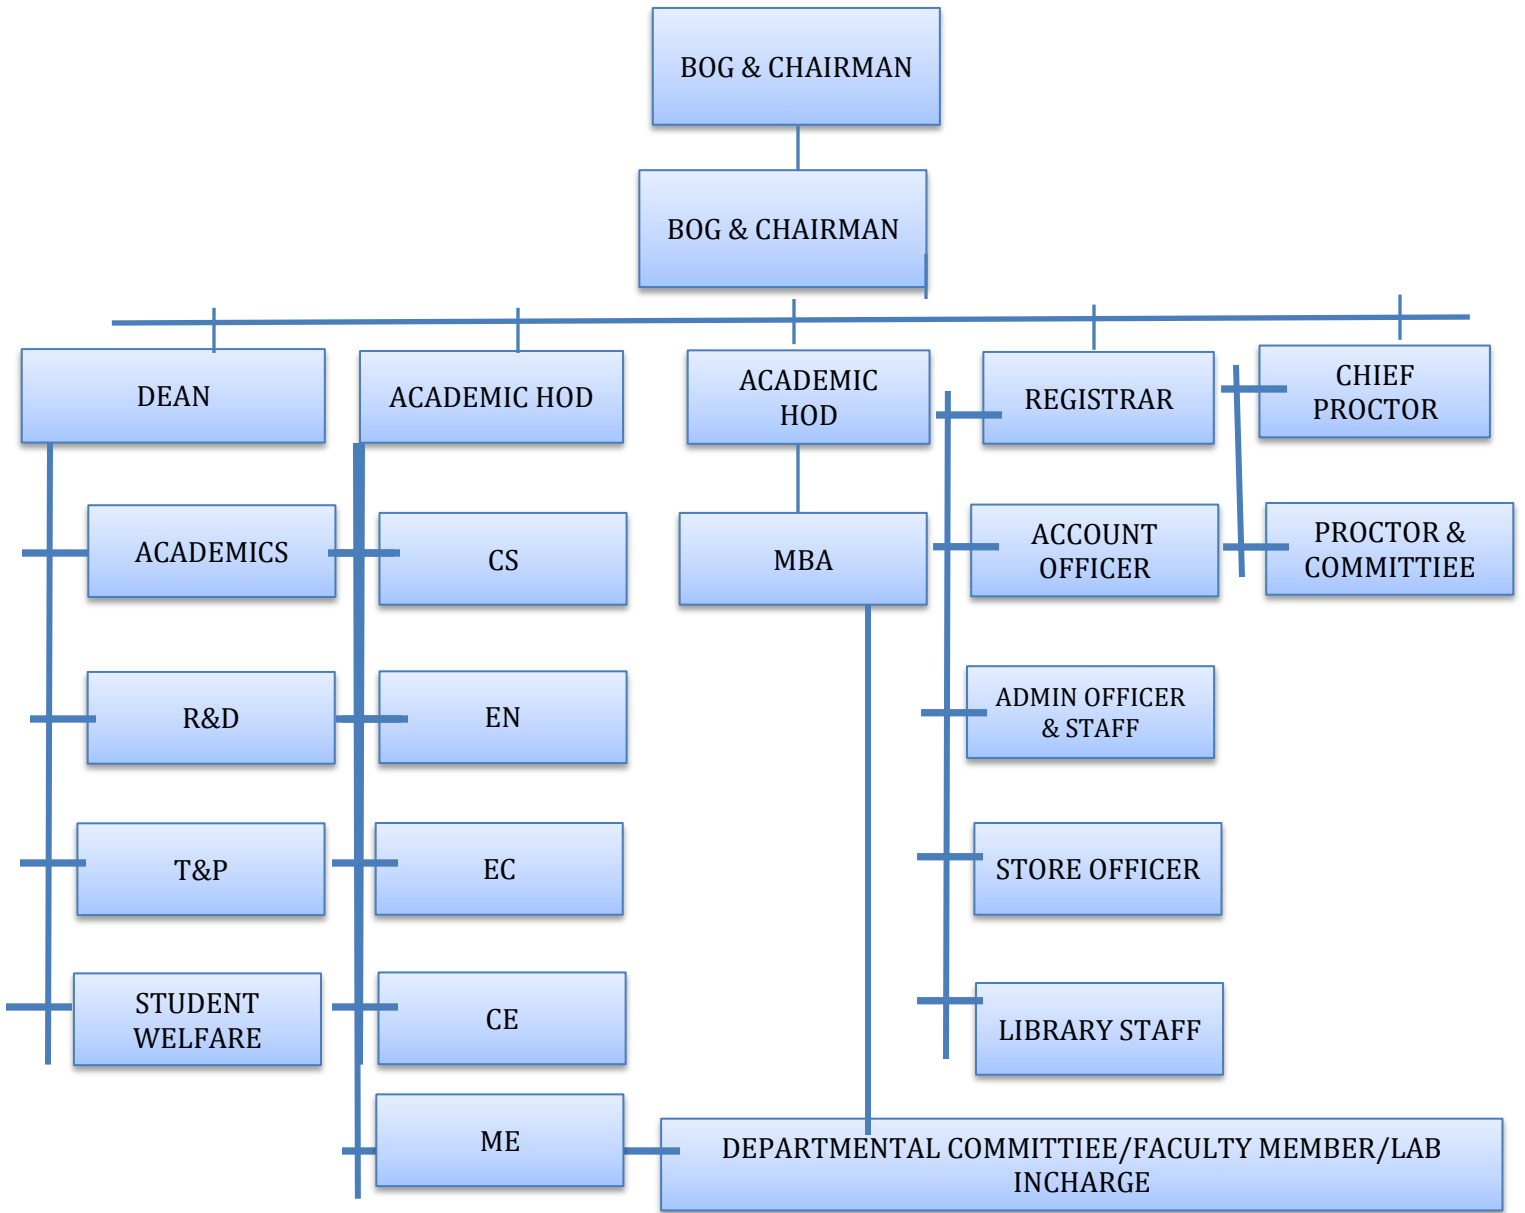 BOG & CHAIRMAN
BOG & CHAIRMAN
DEAN
ACADEMIC HOD
ACADEMIC
HOD
REGISTRAR
CHIEF
PROCTOR
ACADEMICS
CS
MBA
ACCOUNT
OFFICER
PROCTOR &
COMMITTIEE
R&D
EN
ADMIN OFFICER
& STAFF
T&P
EC
STORE OFFICER
STUDENT
WELFARE
CE
LIBRARY STAFF
ME
DEPARTMENTAL COMMITTIEE/FACULTY MEMBER/LAB
INCHARGE